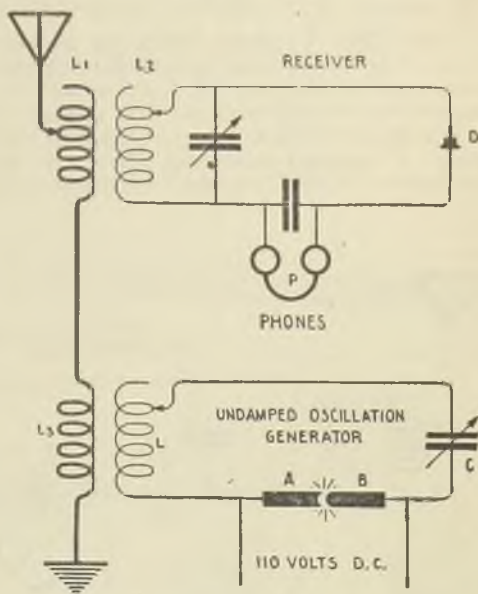 L1 L2 RECEIVER
D
P
PHONES
L3 L
UNDAMPED OSCILLATION
GENERATOR
C
A B
110 VOLTS D.C.